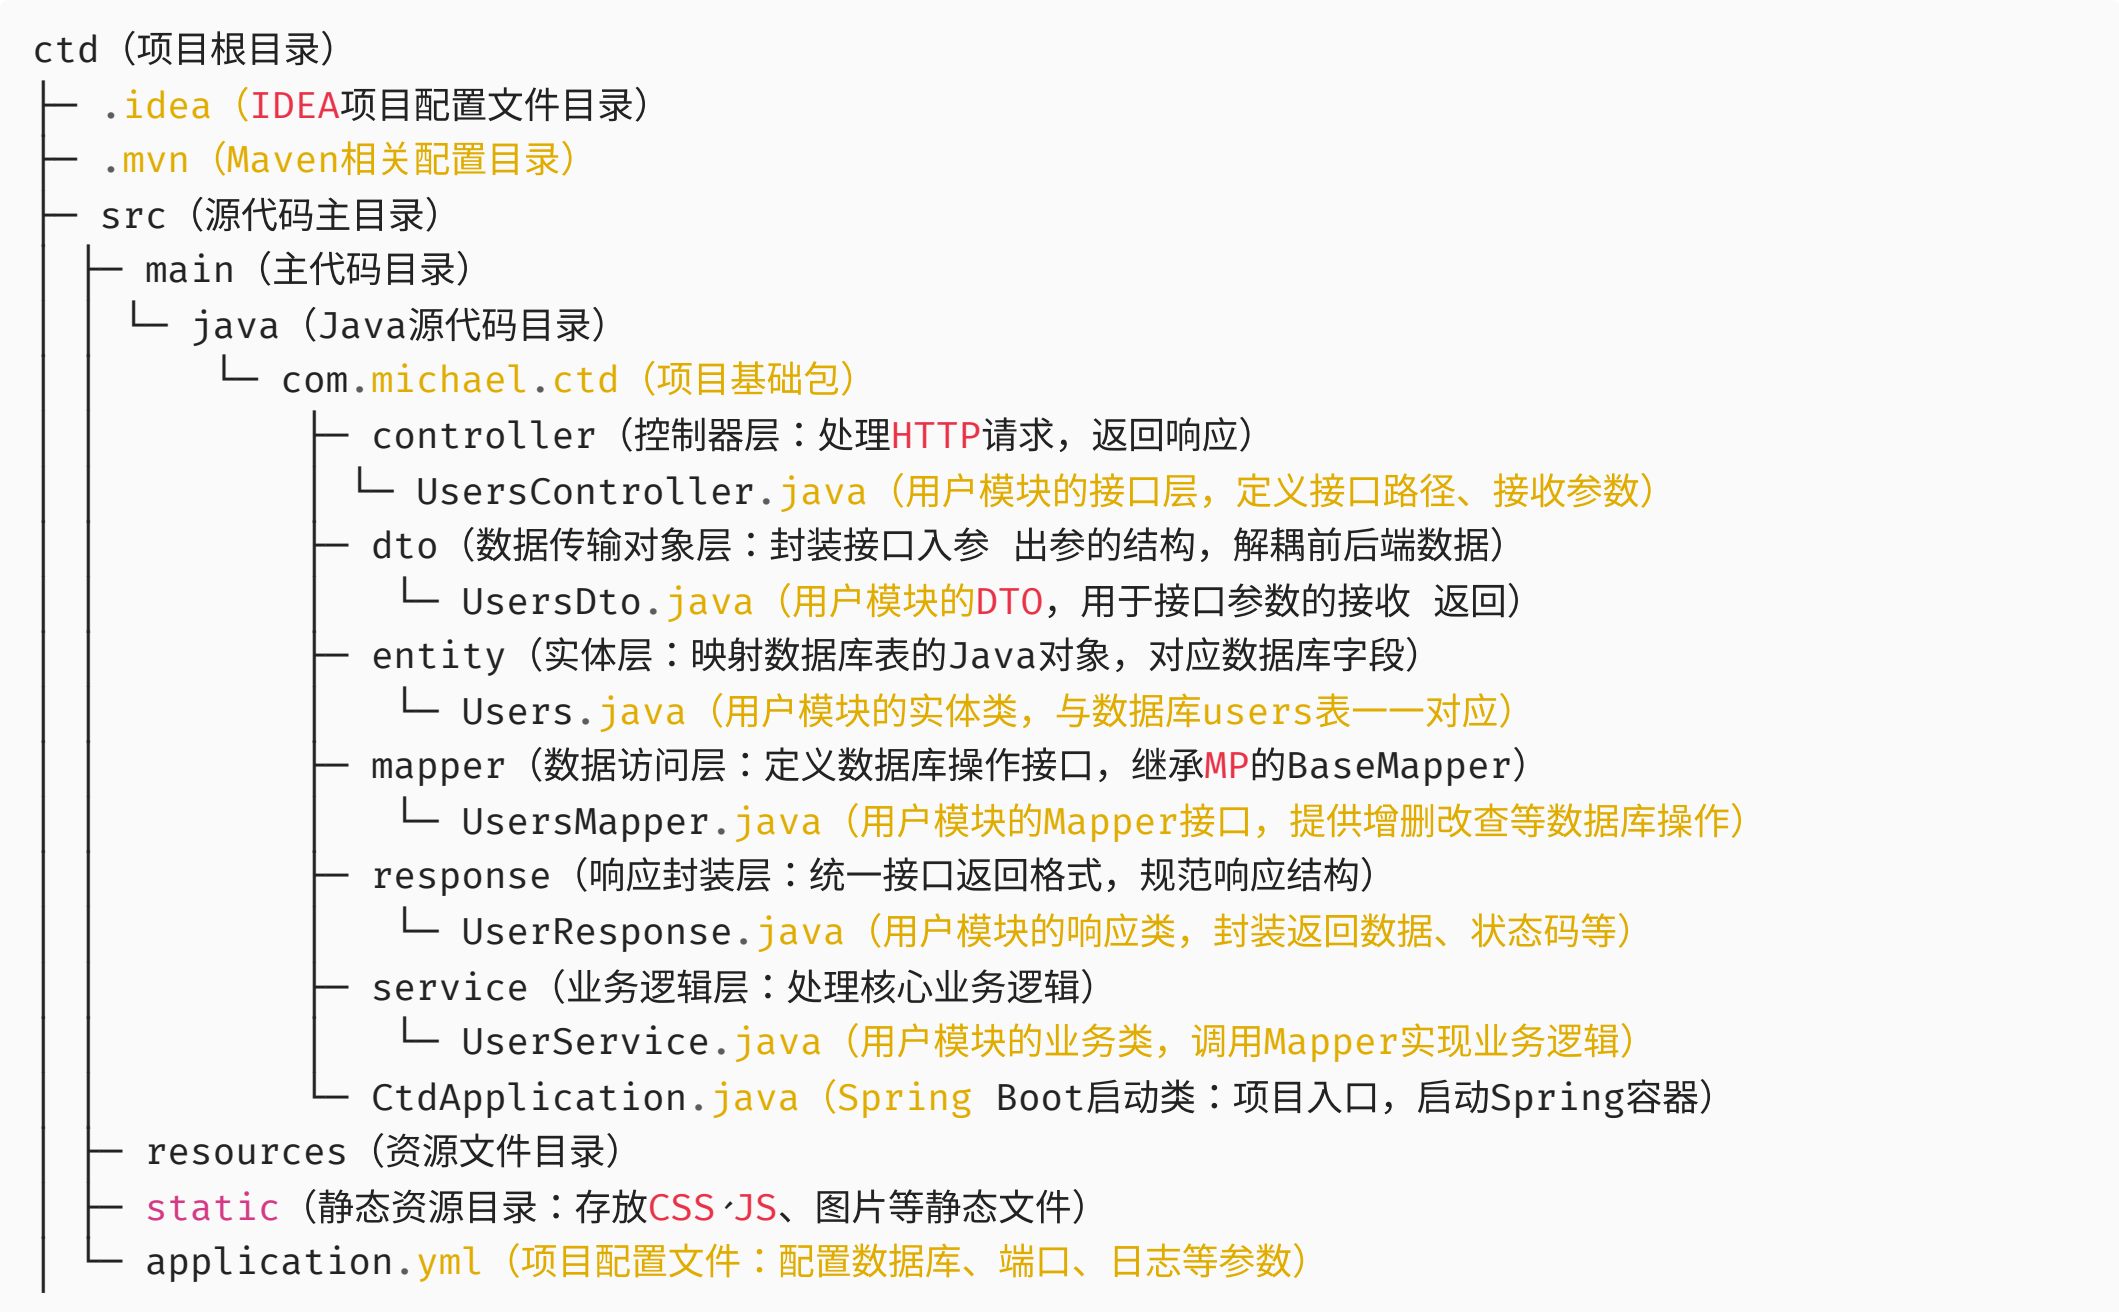 ctd（项目根目录）
├─ .idea（IDEA项目配置文件目录）
├─ .mvn（Maven相关配置目录）
├─ src（源代码主目录）
│ ├─ main（主代码目录）
│ │ └─ java（Java源代码目录）
│ │     └─ com.michael.ctd（项目基础包）
│ │         ├─ controller（控制器层：处理HTTP请求，返回响应）
│ │         │ └─ UsersController.java（用户模块的接口层，定义接口路径、接收参数）
│ │         ├─ dto（数据传输对象层：封装接口入参 出参的结构，解耦前后端数据）
│ │         │   └─ UsersDto.java（用户模块的DTO，用于接口参数的接收 返回）
│ │         ├─ entity（实体层：映射数据库表的Java对象，对应数据库字段）
│ │         │   └─ Users.java（用户模块的实体类，与数据库users表一一对应）
│ │         ├─ mapper（数据访问层：定义数据库操作接口，继承MP的BaseMapper）
│ │         │   └─ UsersMapper.java（用户模块的Mapper接口，提供增删改查等数据库操作）
│ │         ├─ response（响应封装层：统一接口返回格式，规范响应结构）
│ │         │   └─ UserResponse.java（用户模块的响应类，封装返回数据、状态码等）
│ │         ├─ service（业务逻辑层：处理核心业务逻辑）
│ │         │   └─ UserService.java（用户模块的业务类，调用Mapper实现业务逻辑）
│ │         └─ CtdApplication.java（Spring Boot启动类：项目入口，启动Spring容器）
│ ├─ resources（资源文件目录）
│ ├─ static（静态资源目录：存放CSS、JS、图片等静态文件）
│ └─ application.yml（项目配置文件：配置数据库、端口、日志等参数）